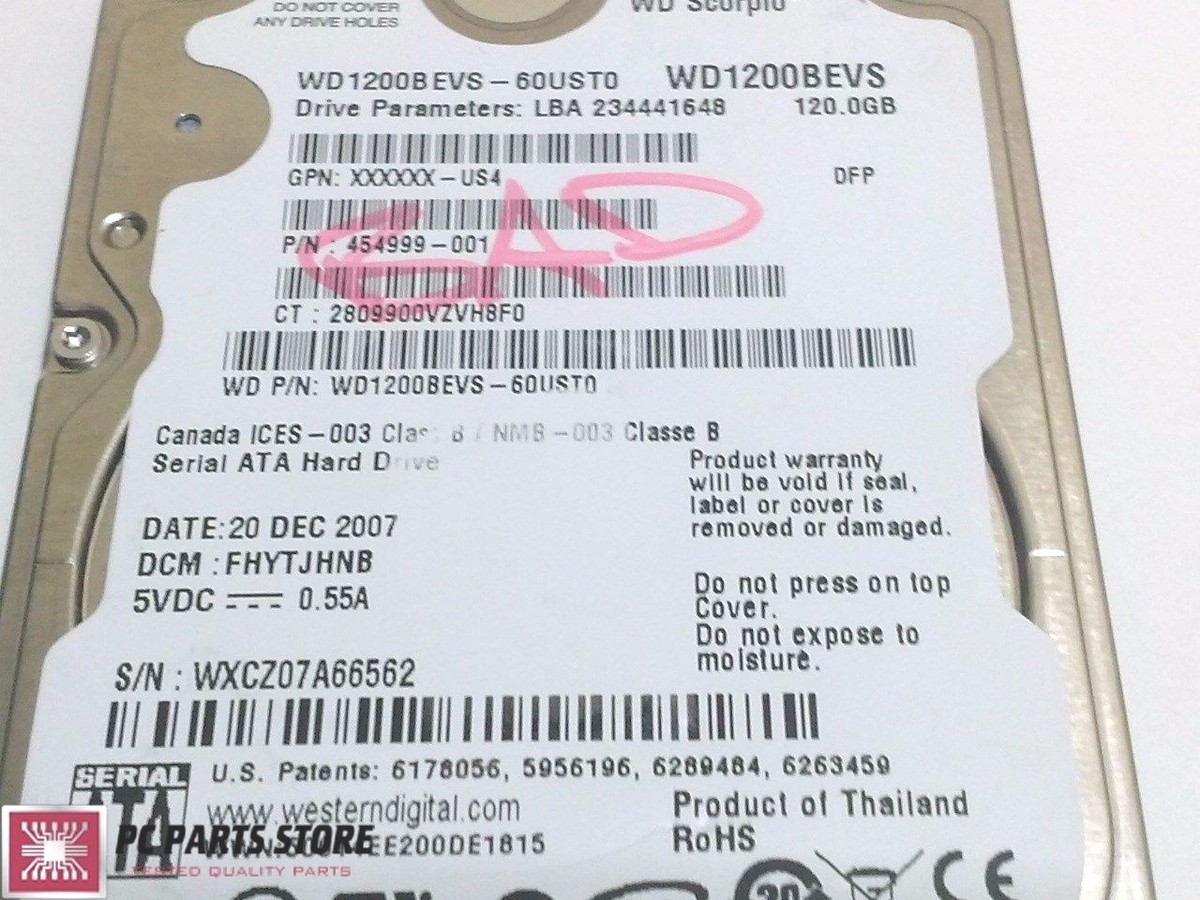 DO NOT COVER
ANY DRIVE HOLES
WD Scorpio
WD1200BEVS-60UST0 WD1200BEVS
Drive Parameters: LBA 234441648 120.0GB
GPN: XXXXXX-US4 DFP
P/N : 454999-001
CT : 2809900VZVH8F0
WD P/N: WD1200BEVS-60UST0
Canada ICES-003 Class B / NMB-003 Classe B
Serial ATA Hard Drive
Product warranty
will be void if seal,
label or cover is
removed or damaged.
DATE:20 DEC 2007
DCM :FHYTJHNB
5VDC 0.55A
Do not press on top
Cover.
Do not expose to
moisture.
S/N : WXCZ07A66562
U.S. Patents: 6178056, 5956196, 6289484, 6263459
SERIAL
ATA
www.westerndigital.com
Product of Thailand
RoHS
PC PARTS STORE
TESTED QUALITY PARTS
20
CE